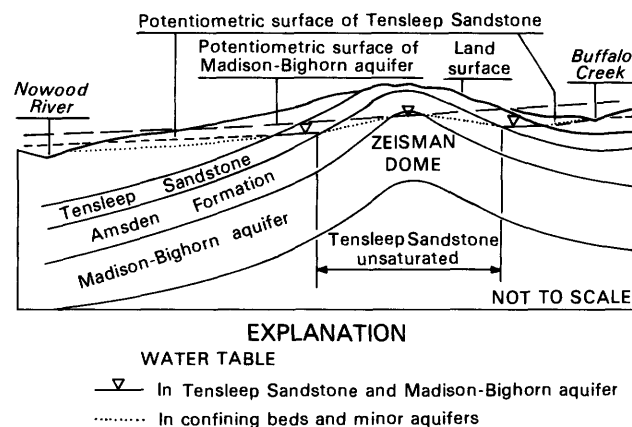 Potentiometric surface of Tensleep Sandstone
Potentiometric surface of
Madison-Bighorn aquifer
Land
surface
Buffalo
Creek
Nowood
River
ZEISMAN
DOME
Tensleep Sandstone
Amsden Formation
Madison-Bighorn aquifer
Tensleep Sandstone
unsaturated
NOT TO SCALE
EXPLANATION
WATER TABLE
In Tensleep Sandstone and Madison-Bighorn aquifer
In confining beds and minor aquifers